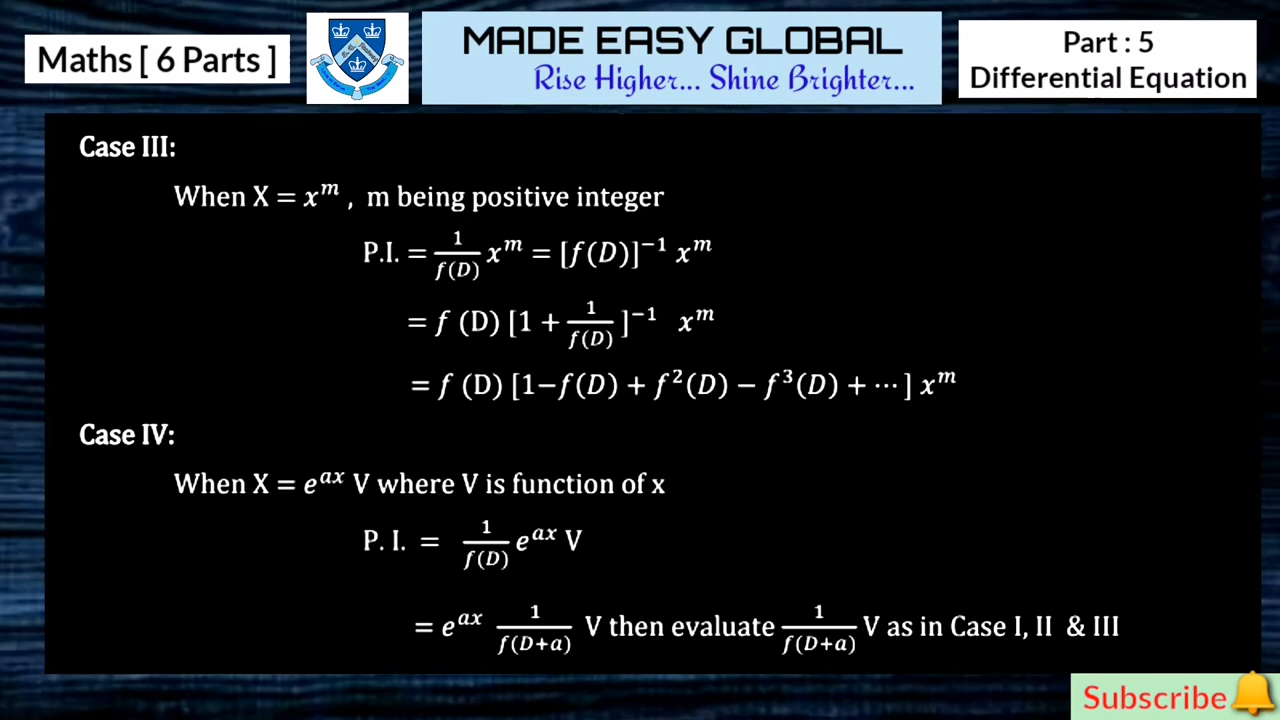 Maths [ 6 Parts ]
MADE EASY GLOBAL
Rise Higher... Shine Brighter...
Part : 5
Differential Equation
Case III:
When X = x^m , m being positive integer
P.I. = 1/f(D) x^m = [f(D)]^−1 x^m
= f (D) [1 + 1/f(D) ]^−1 x^m
= f (D) [1−f(D) + f^2(D) − f^3(D) + ⋯ ] x^m
Case IV:
When X = e^ax V where V is function of x
P. I. = 1/f(D) e^ax V
= e^ax 1/f(D+a) V then evaluate 1/f(D+a) V as in Case I, II & III
Subscribe